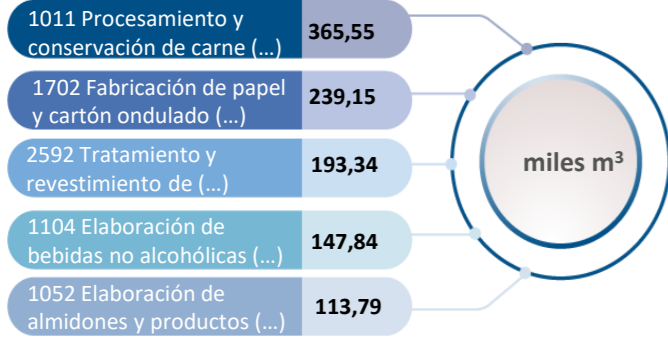 1011 Procesamiento y
conservación de carne (...)
365,55
1702 Fabricación de papel
y cartón ondulado (...)
239,15
2592 Tratamiento y
revestimiento de (...)
193,34
1104 Elaboración de
bebidas no alcohólicas (...)
147,84
1052 Elaboración de
almidones y productos (...)
113,79
miles m³